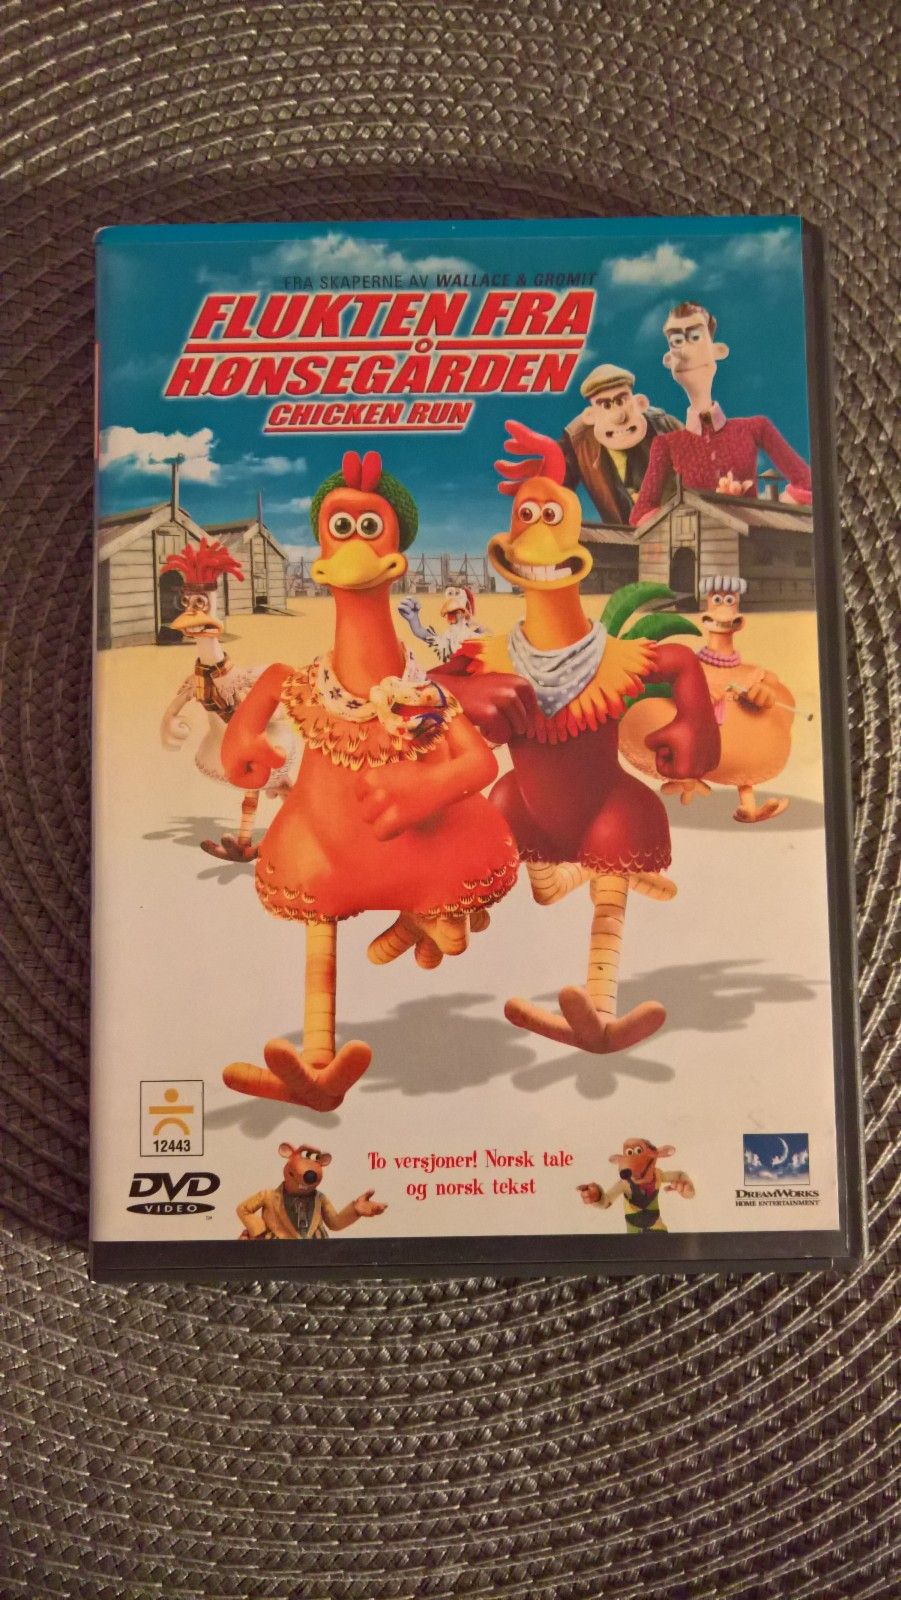 FRA SKAPERNE AV WALLACE & GROMIT
FLUKTEN FRA
HØNSEGÅRDEN
CHICKEN RUN
12443
DVD
VIDEO
To versjoner! Norsk tale
og norsk tekst
DREAMWORKS
HOME ENTERTAINMENT